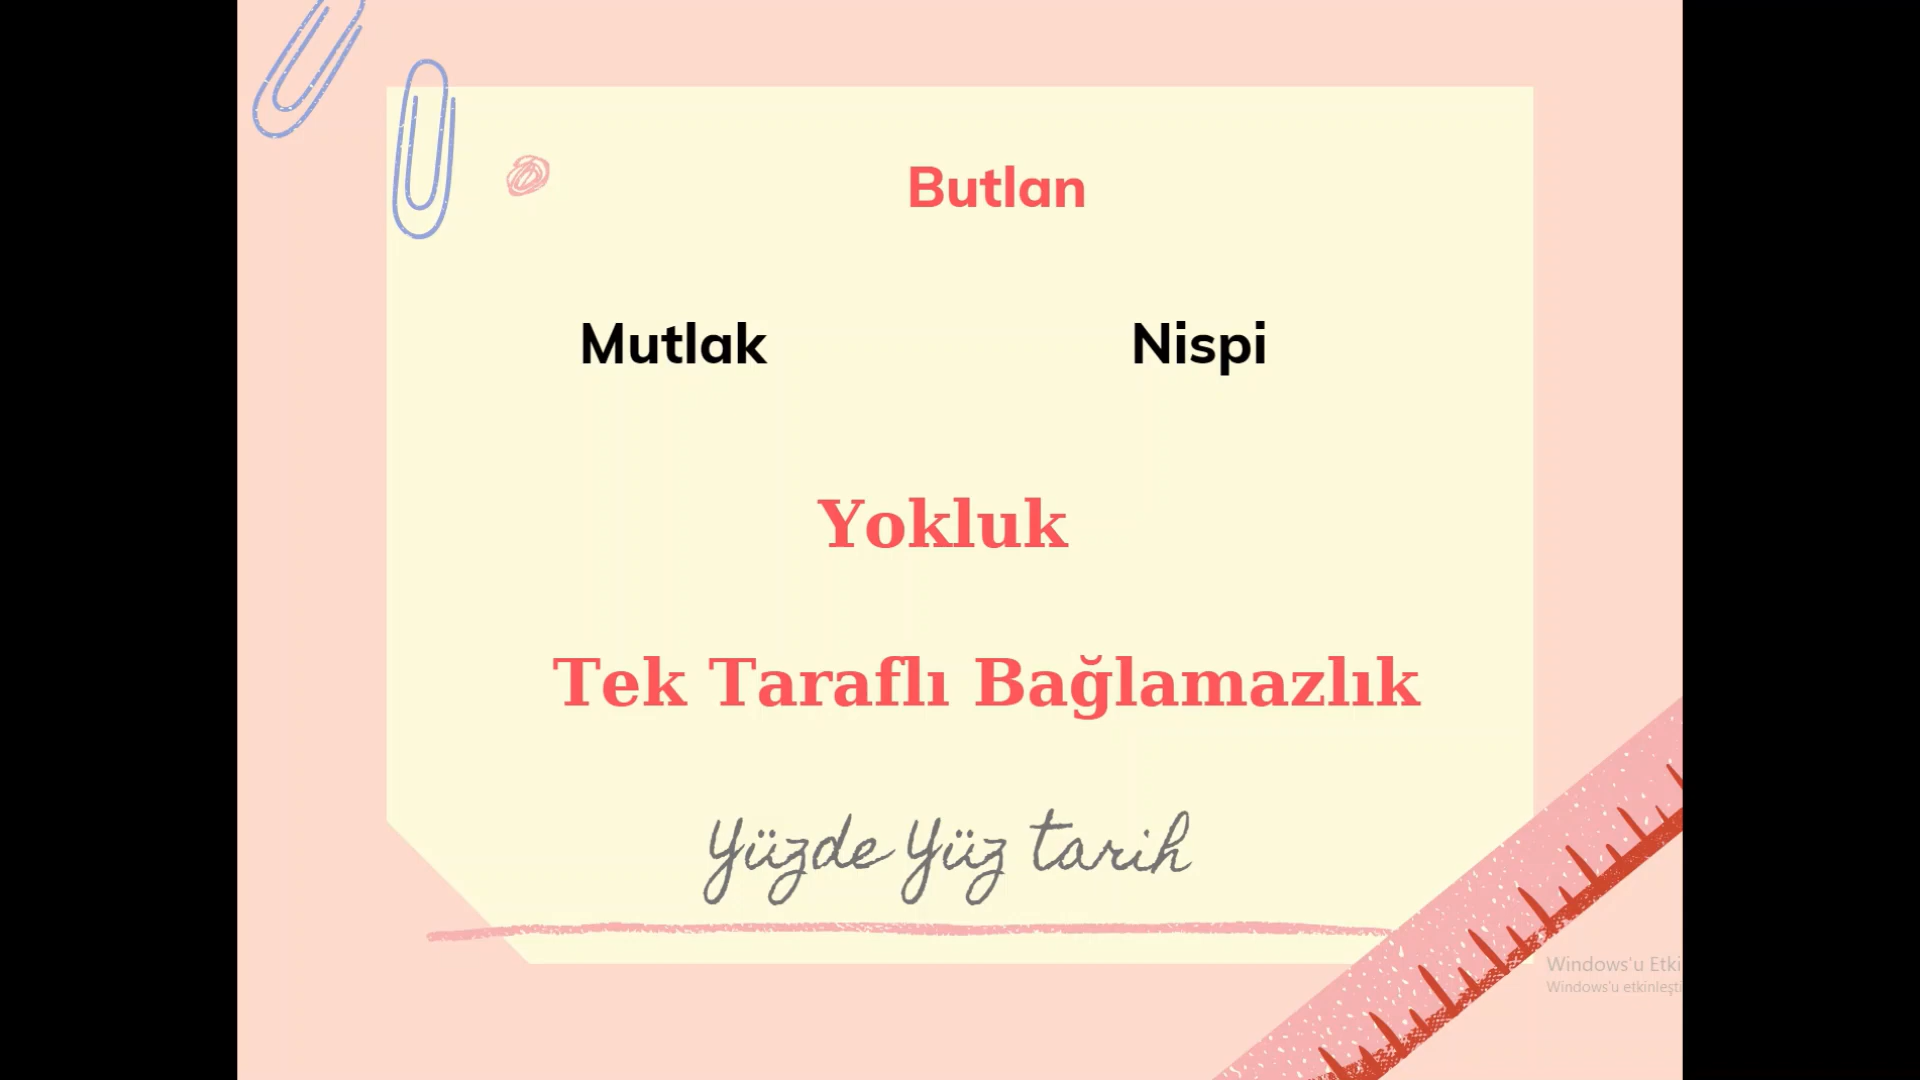 Butlan
Mutlak Nispi
Yokluk
Tek Taraflı Bağlamazlık
Yüzde Yüz tarih
Windows'u Etki
Windows'u etkinleşti